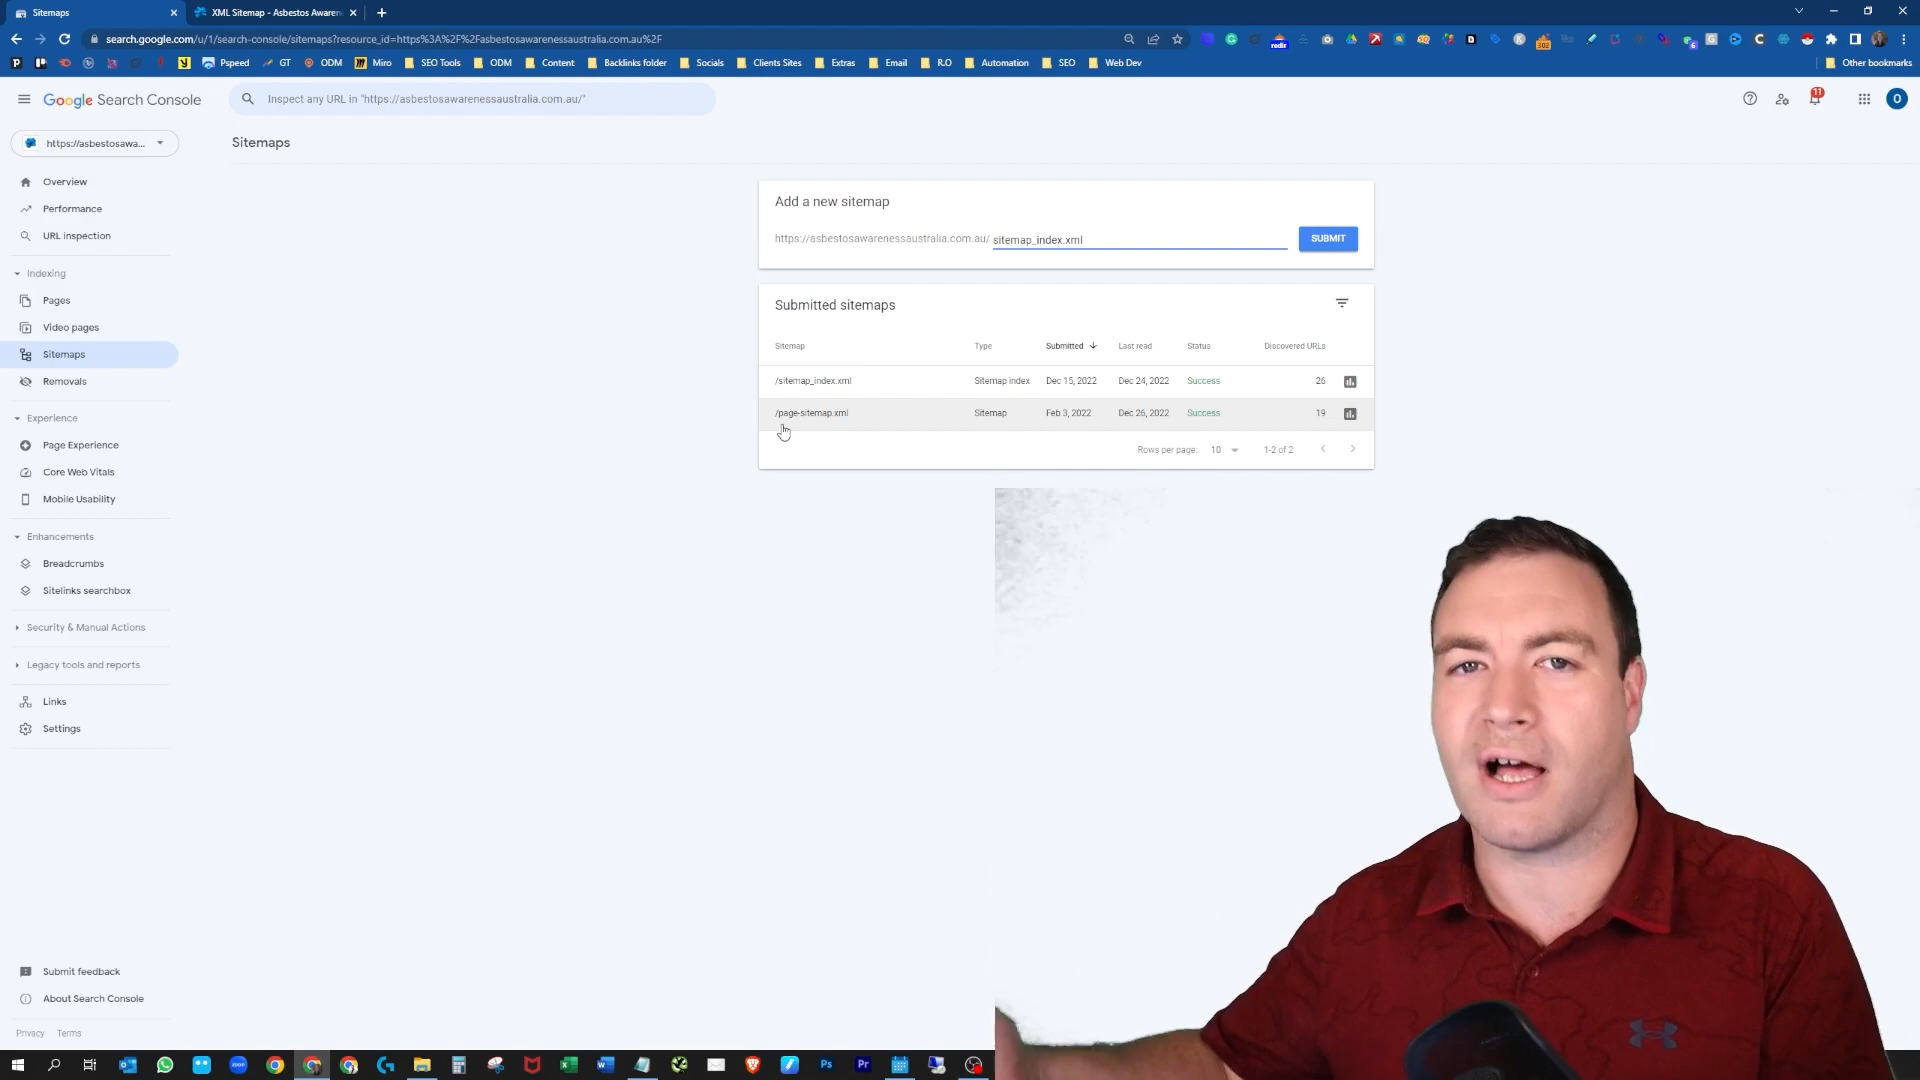 Sitemaps
XML Sitemap - Asbestos Awaren
search.google.com/u/1/search-console/sitemaps?resource_id=https%3A%2F%2Fasbestosawarenessaustralia.com.au%2F
Pspeed GT ODM Miro SEO Tools ODM Content Backlinks folder Socials Clients Sites Extras Email R.O Automation SEO Web Dev Other bookmarks
Google Search Console
Inspect any URL in "https://asbestosawarenessaustralia.com.au/"
11
O
https://asbestosawa...
Sitemaps
Overview
Performance
URL inspection
Indexing
Pages
Video pages
Sitemaps
Removals
Experience
Page Experience
Core Web Vitals
Mobile Usability
Enhancements
Breadcrumbs
Sitelinks searchbox
Security & Manual Actions
Legacy tools and reports
Links
Settings
Submit feedback
About Search Console
Privacy Terms
Add a new sitemap
https://asbestosawarenessaustralia.com.au/ sitemap_index.xml SUBMIT
Submitted sitemaps
Sitemap Type Submitted Last read Status Discovered URLs
/sitemap_index.xml Sitemap index Dec 15, 2022 Dec 24, 2022 Success 26
/page-sitemap.xml Sitemap Feb 3, 2022 Dec 26, 2022 Success 19
Rows per page: 10 1-2 of 2
zoom Ps Pr